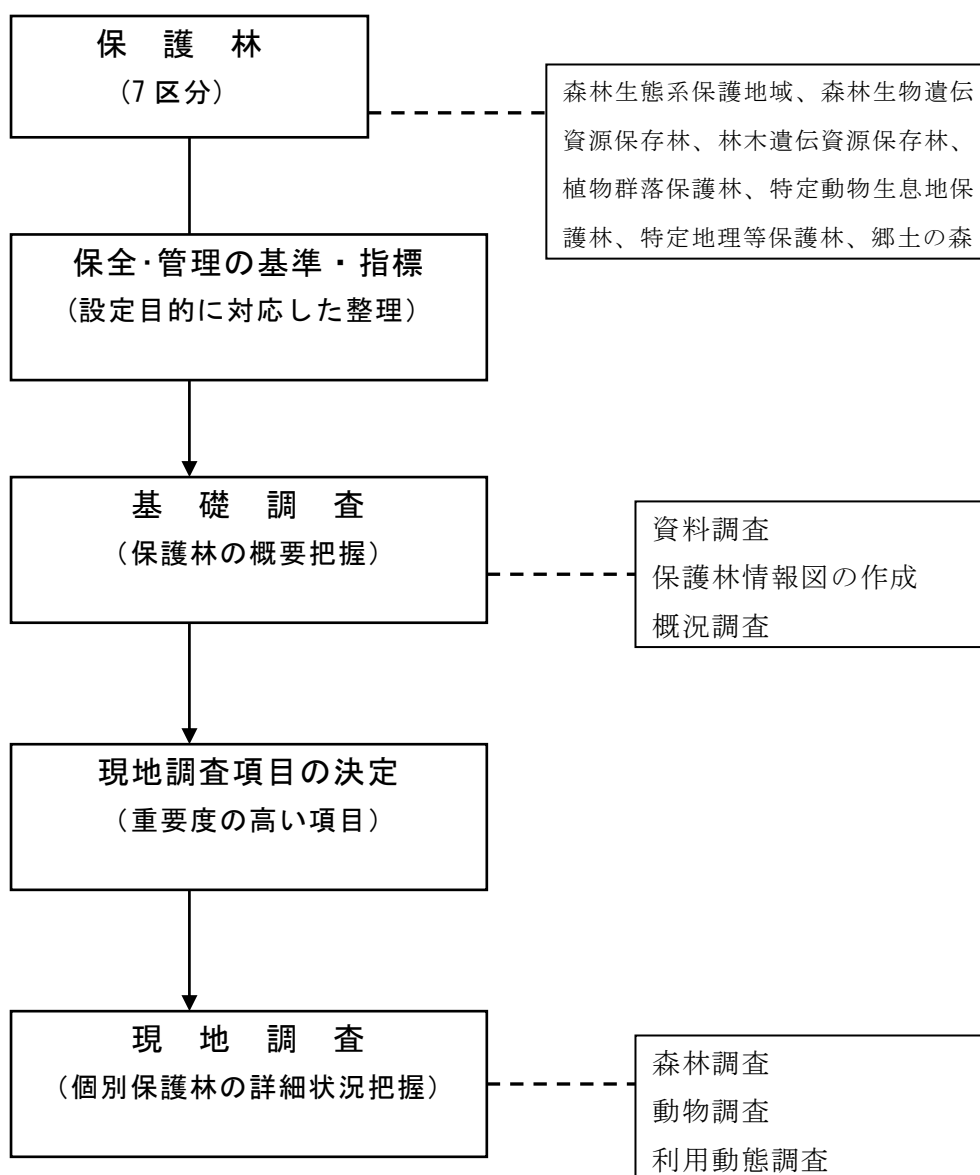 保 護 林
(7区分)
森林生態系保護地域、森林生物遺伝
資源保存林、林木遺伝資源保存林、
植物群落保護林、特定動物生息地保
護林、特定地理等保護林、郷土の森
保全･管理の基準・指標
(設定目的に対応した整理)
基 礎 調 査
(保護林の概要把握)
資料調査
保護林情報図の作成
概況調査
現地調査項目の決定
(重要度の高い項目)
現 地 調 査
(個別保護林の詳細状況把握)
森林調査
動物調査
利用動態調査